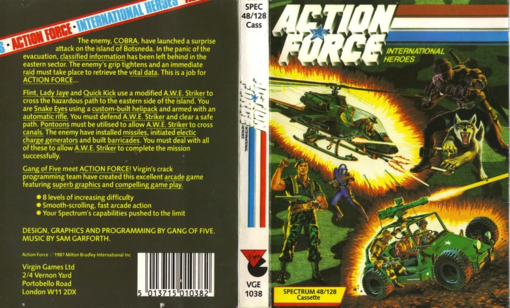 S • ACTION FORCE • INTERNATIONAL HEROES •
The enemy, COBRA, have launched a surprise
attack on the island of Botsneda. In the panic of the
evacuation, classified information has been left behind in the
eastern sector. The enemy's grip tightens and an immediate
raid must take place to retrieve the vital data. This is a job for
ACTION FORCE...
Flint, Lady Jaye and Quick Kick use a modified A.W.E. Striker to
cross the hazardous path to the eastern side of the island. You
are Snake Eyes using a custom-built helipack and armed with an
automatic rifle. You must defend A.W.E. Striker and clear a safe
path. Pontoons must be utilised to allow A.W.E. Striker to cross
canals. The enemy have installed missiles, initiated electric
charge generators and built barricades. You must deal with all
of these to allow A.W.E. Striker to complete the mission
successfully.
Gang of Five meet ACTION FORCE! Virgin's crack
programming team have created this excellent arcade game
featuring superb graphics and compelling game play.
• 8 levels of increasing difficulty
• Smooth-scrolling, fast arcade action
• Your Spectrum's capabilities pushed to the limit
DESIGN, GRAPHICS AND PROGRAMMING BY GANG OF FIVE.
MUSIC BY SAM GARFORTH.
Action Force © 1987 Milton Bradley International Inc.
Virgin Games Ltd
2/4 Vernon Yard
Portobello Road
London W11 2DX
5 013715 010382
SPEC
48/128
Cass
ACTION
FORCE
INTERNATIONAL
HEROES
VGE
1038
ACTION
FORCE
INTERNATIONAL
HEROES
SPECTRUM 48/128
Cassette